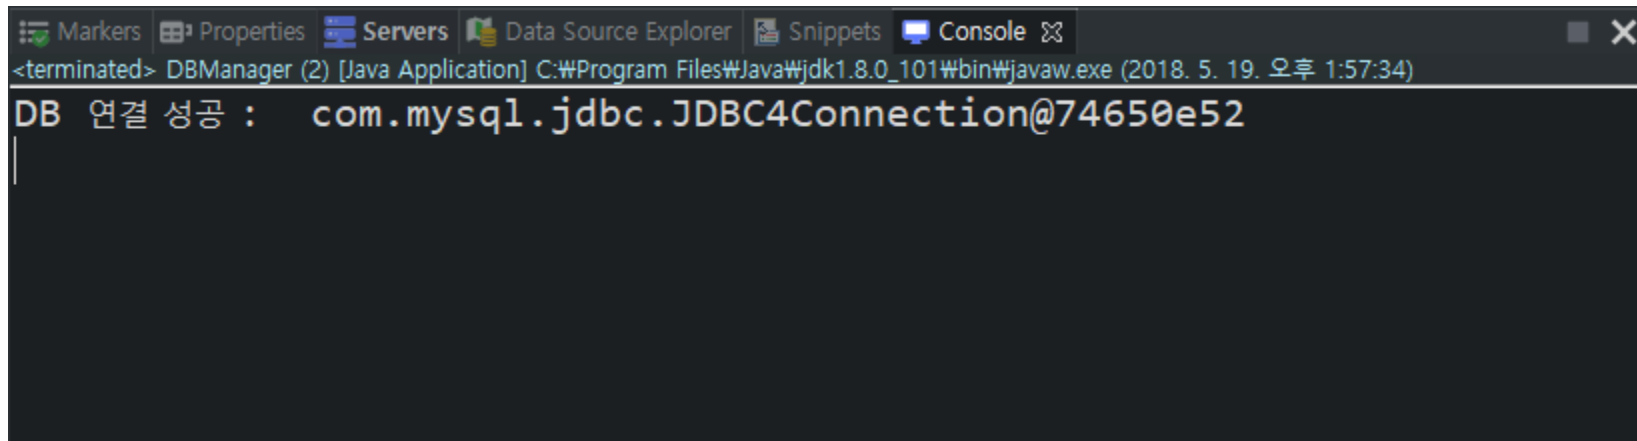 Markers Properties Servers Data Source Explorer Snippets Console
<terminated> DBManager (2) [Java Application] C:₩Program Files₩Java₩jdk1.8.0_101₩bin₩javaw.exe (2018. 5. 19. 오후 1:57:34)
DB 연결 성공 : com.mysql.jdbc.JDBC4Connection@74650e52